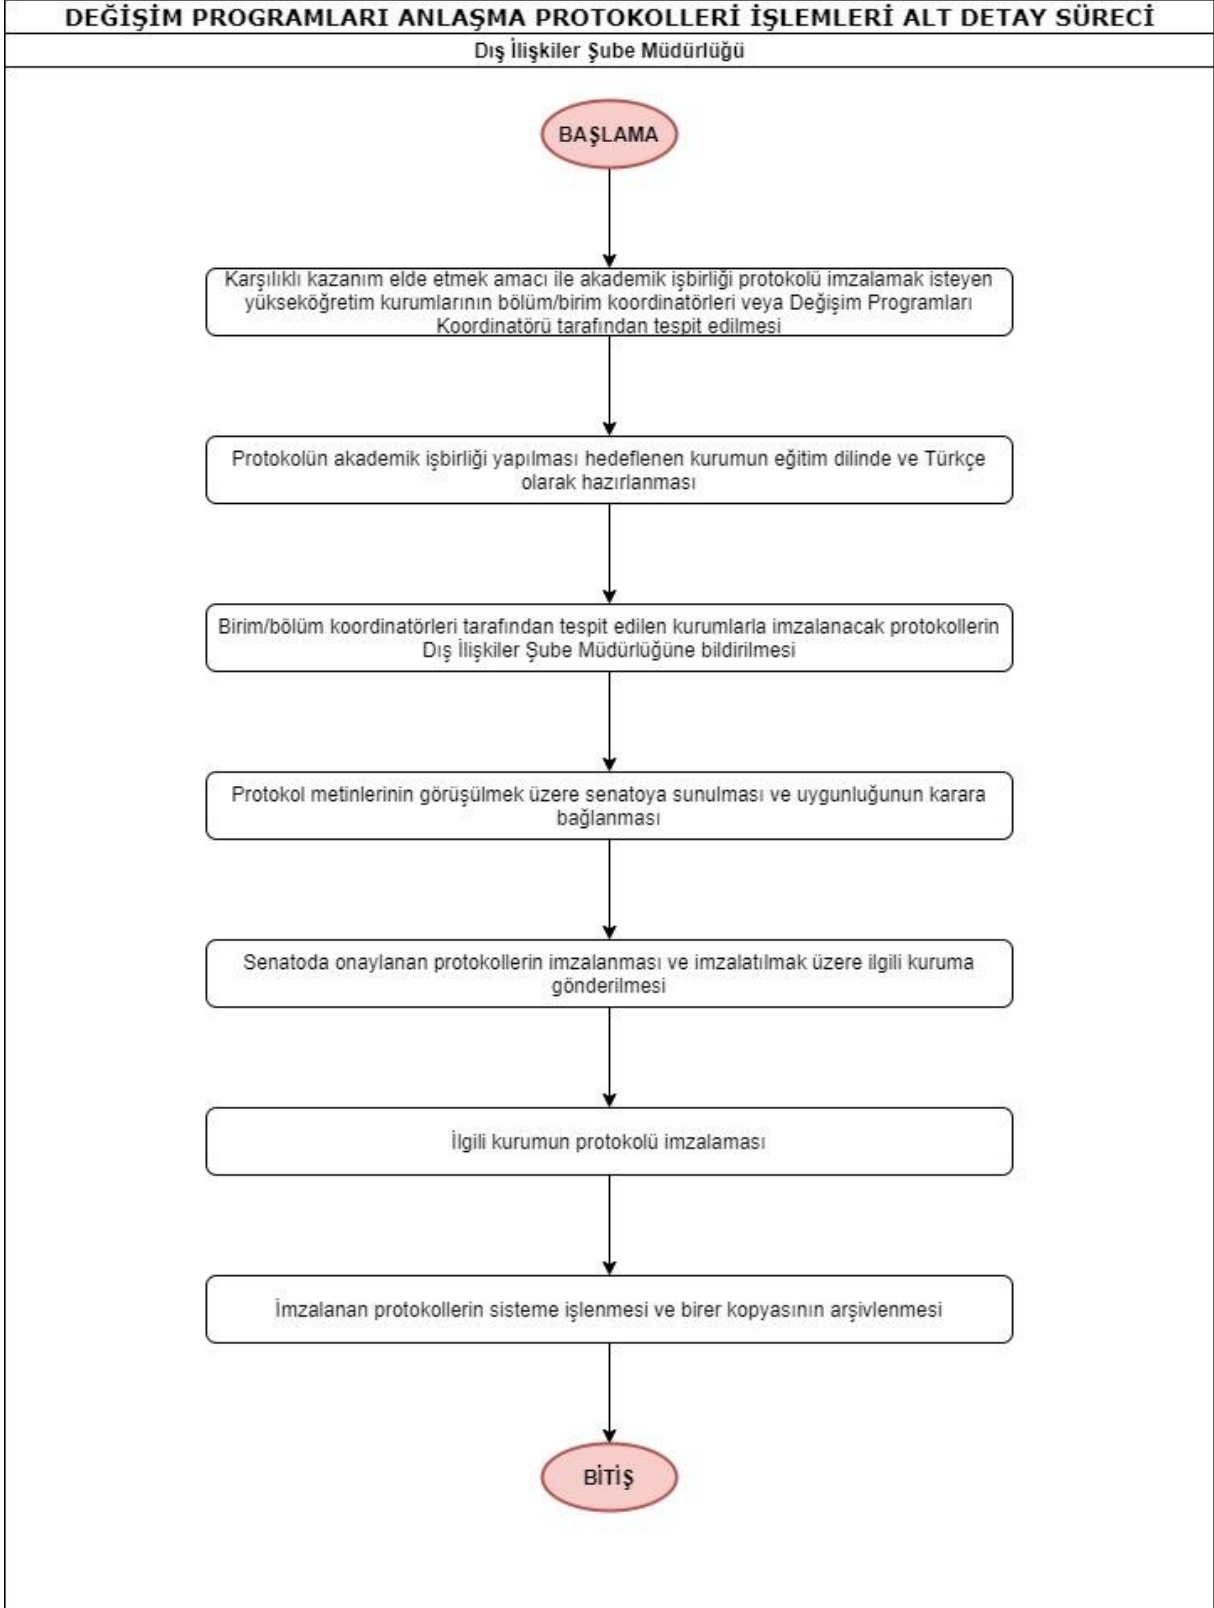 DEĞİŞİM PROGRAMLARI ANLAŞMA PROTOKOLLERİ İŞLEMLERİ ALT DETAY SÜRECİ
Dış İlişkiler Şube Müdürlüğü
BAŞLAMA
Karşılıklı kazanım elde etmek amacı ile akademik işbirliği protokolü imzalamak isteyen
yükseköğretim kurumlarının bölüm/birim koordinatörleri veya Değişim Programları
Koordinatörü tarafından tespit edilmesi
Protokolün akademik işbirliği yapılması hedeflenen kurumun eğitim dilinde ve Türkçe
olarak hazırlanması
Birim/bölüm koordinatörleri tarafından tespit edilen kurumlarla imzalanacak protokollerin
Dış İlişkiler Şube Müdürlüğüne bildirilmesi
Protokol metinlerinin görüşülmek üzere senatoya sunulması ve uygunluğunun karara
bağlanması
Senatoda onaylanan protokollerin imzalanması ve imzalatılmak üzere ilgili kuruma
gönderilmesi
İlgili kurumun protokolü imzalaması
İmzalanan protokollerin sisteme işlenmesi ve birer kopyasının arşivlenmesi
BİTİŞ